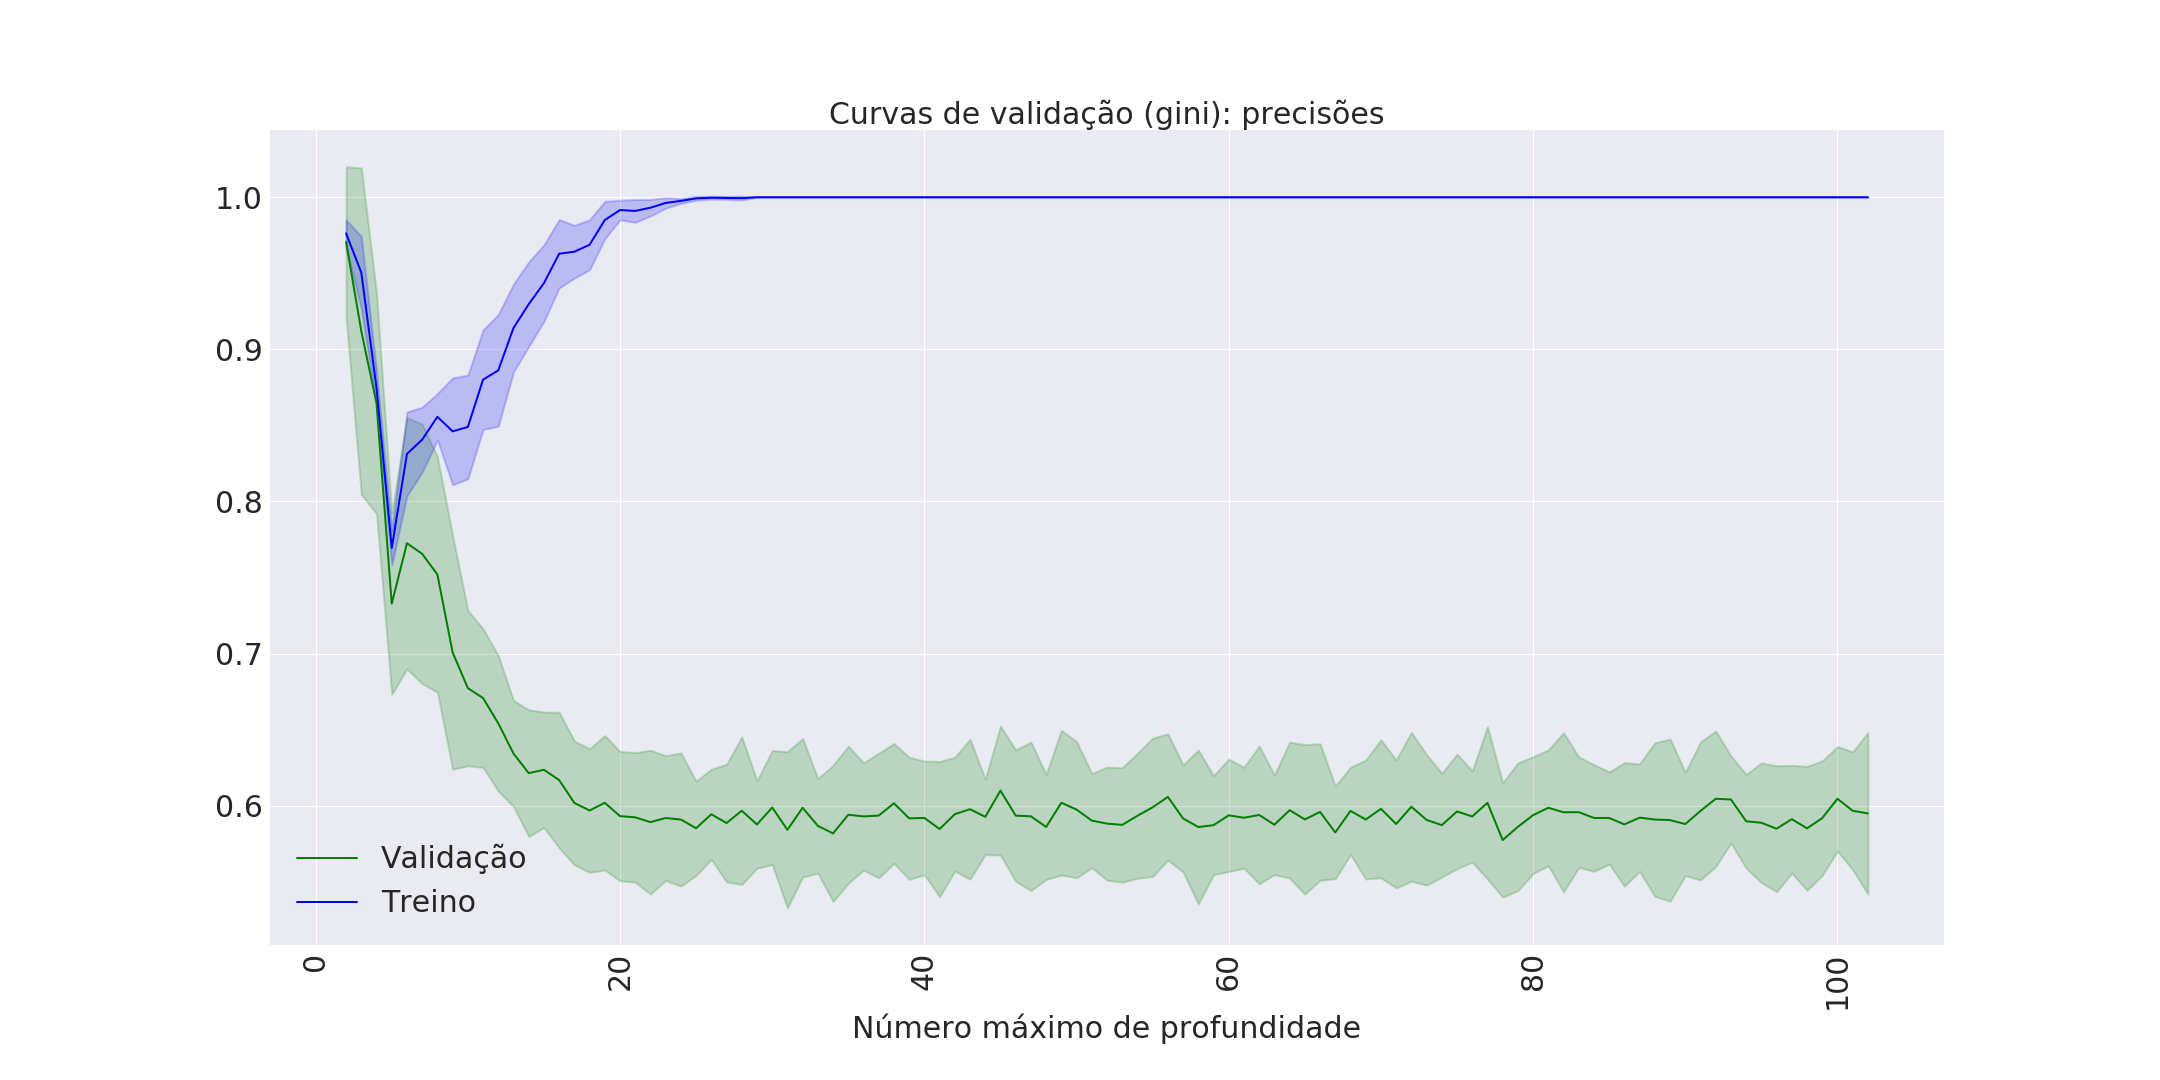 Curvas de validação (gini): precisões
1.0
0.9
0.8
0.7
0.6
Validação
Treino
0
20
40
60
80
100
Número máximo de profundidade